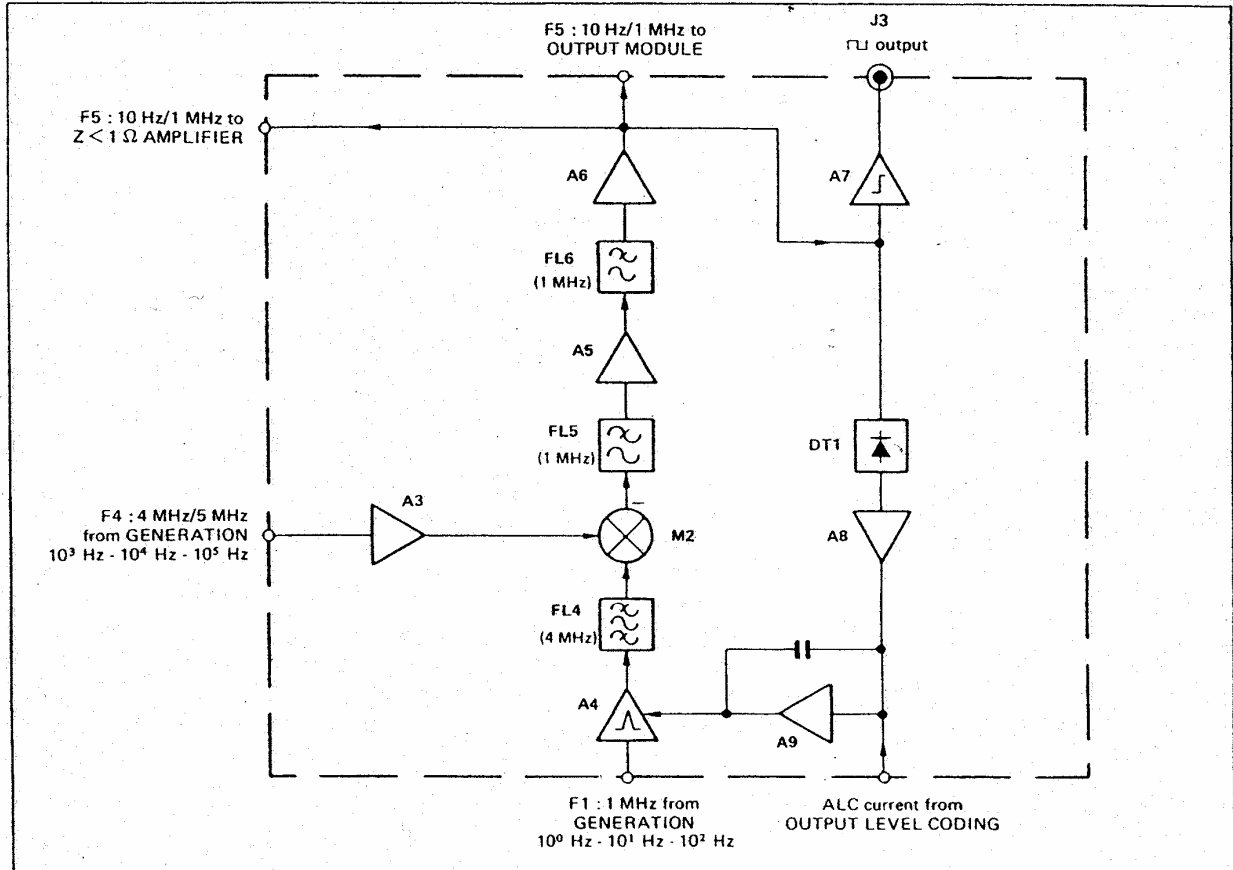 F5 : 10 Hz/1 MHz to
OUTPUT MODULE
J3
⊓⊔ output
F5 : 10 Hz/1 MHz to
Z < 1 Ω AMPLIFIER
A6
A7
FL6
(1 MHz)
A5
FL5
(1 MHz)
DT1
A3
F4 : 4 MHz/5 MHz
from GENERATION
10³ Hz - 10⁴ Hz - 10⁵ Hz
−
M2
A8
FL4
(4 MHz)
A4
A9
F1 : 1 MHz from
GENERATION
10⁰ Hz - 10¹ Hz - 10² Hz
ALC current from
OUTPUT LEVEL CODING